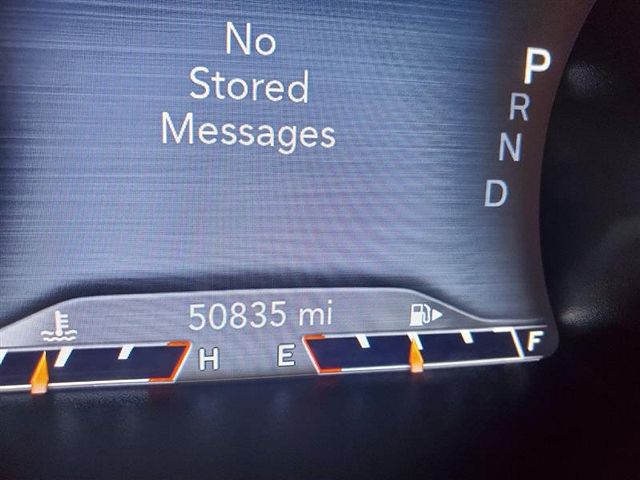 No
Stored
Messages
P
R
N
D
50835 mi
H E F